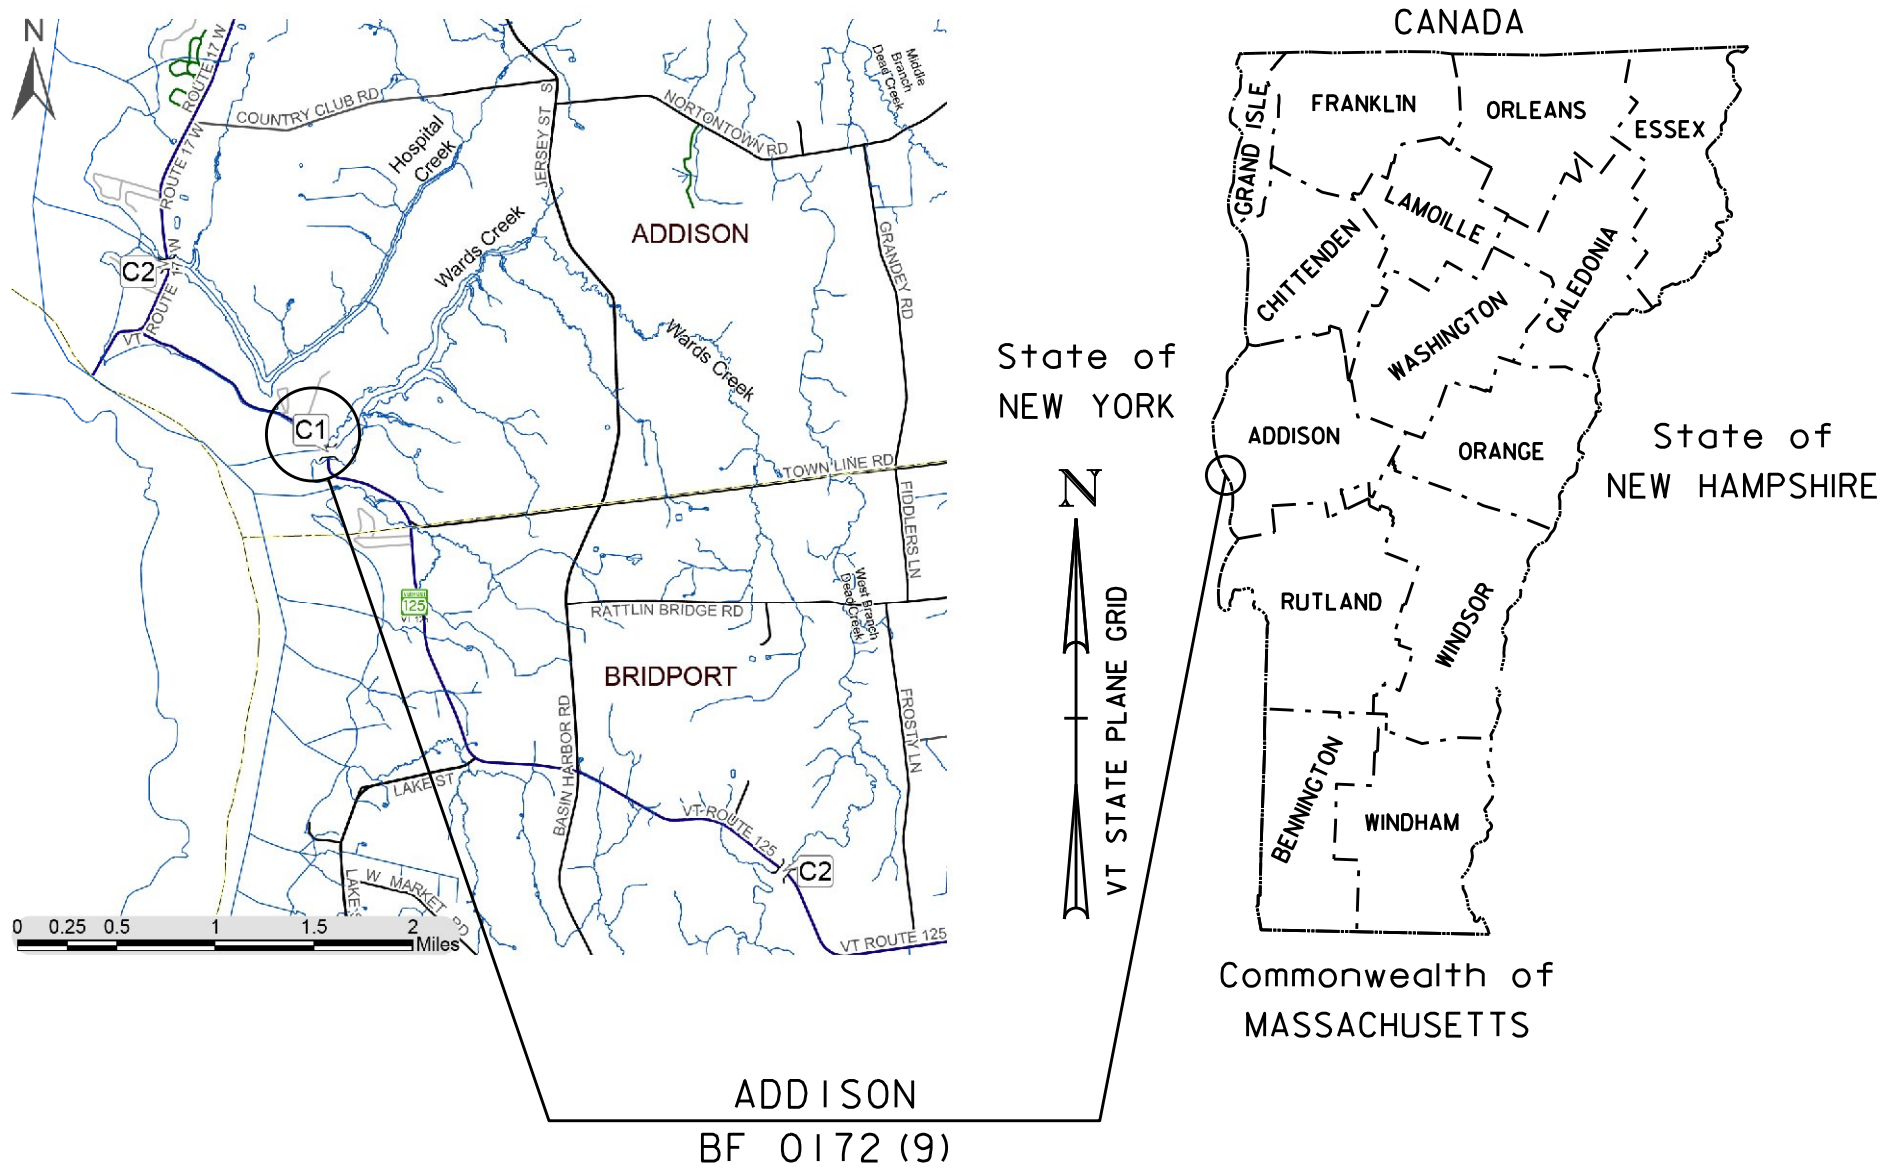 N
ROUTE 17 W
COUNTRY CLUB RD
Hospital
Creek
JERSEY ST S
NORTONTOWN RD
Middle
Branch
Dead Creek
ROUTE 17 W
Wards Creek
ADDISON
GRANDEY RD
C2
VT ROUTE 17 W
Wards Creek
C1
TOWN LINE RD
FIDDLERS LN
125
VT 125
RATTLIN BRIDGE RD
West Branch
Dead Creek
BRIDPORT
FROSTY LN
BASIN HARBOR RD
LAKE ST
VT ROUTE 125
C2
W MARKET RD
LAKE S
VT ROUTE 125
0 0.25 0.5 1 1.5 2
Miles
CANADA
GRAND ISLE
FRANKLIN
ORLEANS
ESSEX
LAMOILLE
CHITTENDEN
CALEDONIA
WASHINGTON
State of
NEW YORK
ADDISON
ORANGE
State of
NEW HAMPSHIRE
N
VT STATE PLANE GRID
RUTLAND
WINDSOR
BENNINGTON
WINDHAM
Commonwealth of
MASSACHUSETTS
ADDISON
BF 0172 (9)